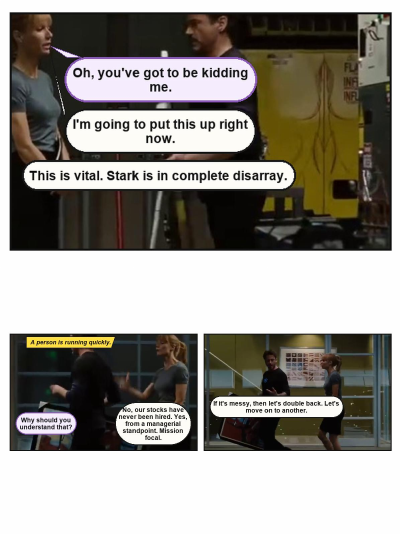 Oh, you've got to be kidding
me.
I'm going to put this up right
now.
This is vital. Stark is in complete disarray.
FLA
INF
INFL
A person is running quickly.
Why should you
understand that?
No, our stocks have
never been hired. Yes,
from a managerial
standpoint. Mission
focal.
If it's messy, then let's double back. Let's
move on to another.